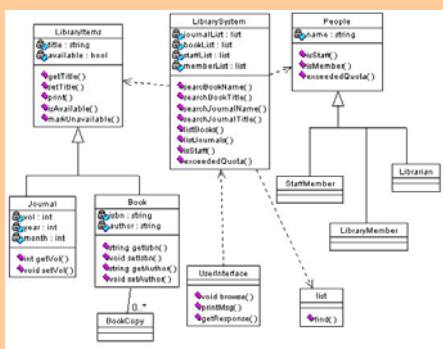 LibraryItems
title : string
available : bool
getTitle()
setTitle()
print()
isAvailable()
markUnavailable()
LibrarySystem
journalList : list
bookList : list
staffList : list
memberList : list
searcBookName()
searchBookTitle()
searchJournalName()
searchJournalTitle()
listBooks()
listJournals()
isStaff()
exceededQuota()
People
name : string
isStaff()
isMember()
exceededQuota()
Journal
vol : int
year : int
month : int
int getVol()
void setVol()
Book
isbn : string
author : string
string getIsbn()
void setIsbn()
string getAuthor()
void setAuthor()
0..*
BookCopy
UserInterface
void browse()
printMsg()
getResponse()
list
find()
StaffMember
LibraryMember
Librarian